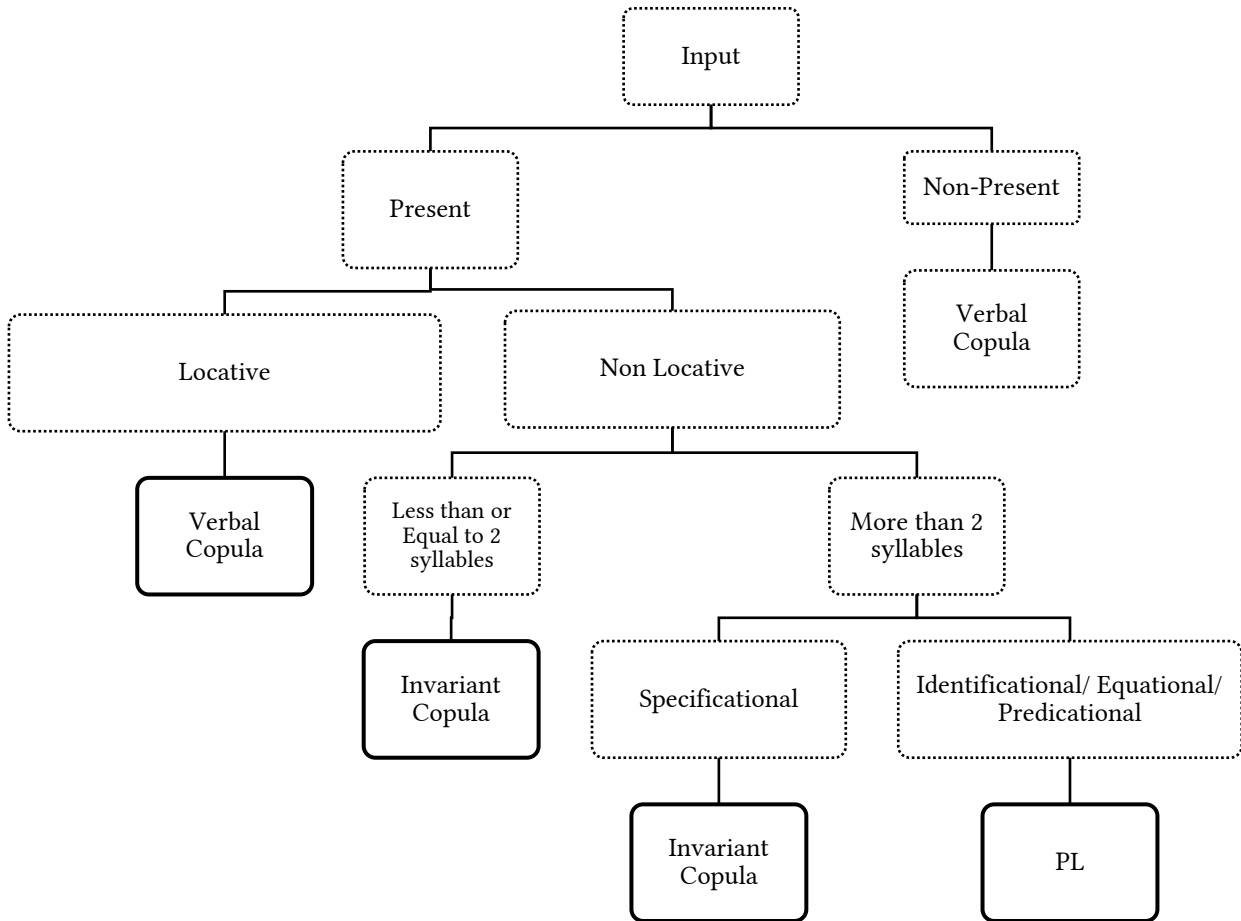 Input
Present
Non-Present
Verbal
Copula
Locative
Non Locative
Verbal
Copula
Less than or
Equal to 2
syllables
More than 2
syllables
Invariant
Copula
Specificational
Identificational/ Equational/
Predicational
Invariant
Copula
PL